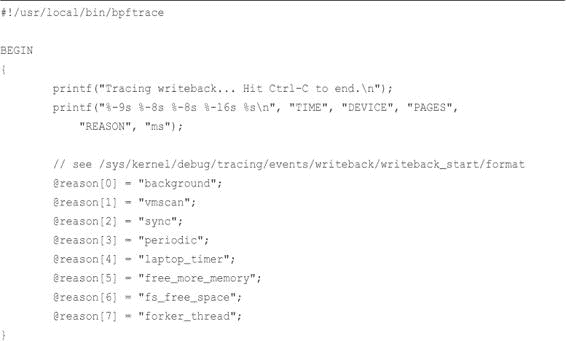 #!/usr/local/bin/bpftrace
BEGIN
{
printf("Tracing writeback... Hit Ctrl-C to end.\n");
printf("%-9s %-8s %-8s %-16s %s\n", "TIME", "DEVICE", "PAGES",
"REASON", "ms");
// see /sys/kernel/debug/tracing/events/writeback/writeback_start/format
@reason[0] = "background";
@reason[1] = "vmscan";
@reason[2] = "sync";
@reason[3] = "periodic";
@reason[4] = "laptop_timer";
@reason[5] = "free_more_memory";
@reason[6] = "fs_free_space";
@reason[7] = "forker_thread";
}